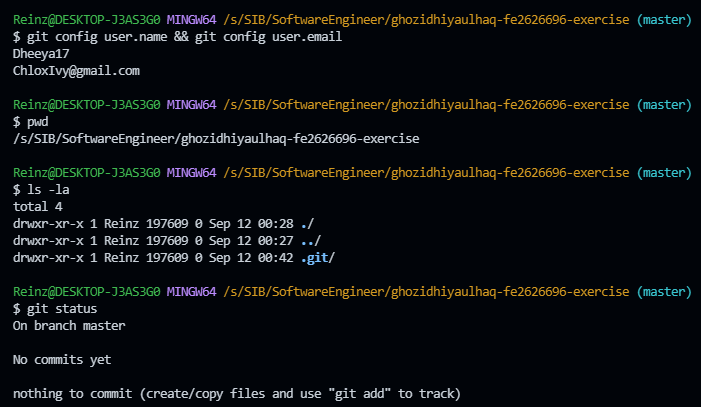 Reinz@DESKTOP-J3AS3G0 MINGW64 /s/SIB/SoftwareEngineer/ghozidhiyaulhaq-fe2626696-exercise (master)
$ git config user.name && git config user.email
Dheeya17
ChloxIvy@gmail.com

Reinz@DESKTOP-J3AS3G0 MINGW64 /s/SIB/SoftwareEngineer/ghozidhiyaulhaq-fe2626696-exercise (master)
$ pwd
/s/SIB/SoftwareEngineer/ghozidhiyaulhaq-fe2626696-exercise

Reinz@DESKTOP-J3AS3G0 MINGW64 /s/SIB/SoftwareEngineer/ghozidhiyaulhaq-fe2626696-exercise (master)
$ ls -la
total 4
drwxr-xr-x 1 Reinz 197609 0 Sep 12 00:28 ./
drwxr-xr-x 1 Reinz 197609 0 Sep 12 00:27 ../
drwxr-xr-x 1 Reinz 197609 0 Sep 12 00:42 .git/

Reinz@DESKTOP-J3AS3G0 MINGW64 /s/SIB/SoftwareEngineer/ghozidhiyaulhaq-fe2626696-exercise (master)
$ git status
On branch master

No commits yet

nothing to commit (create/copy files and use "git add" to track)